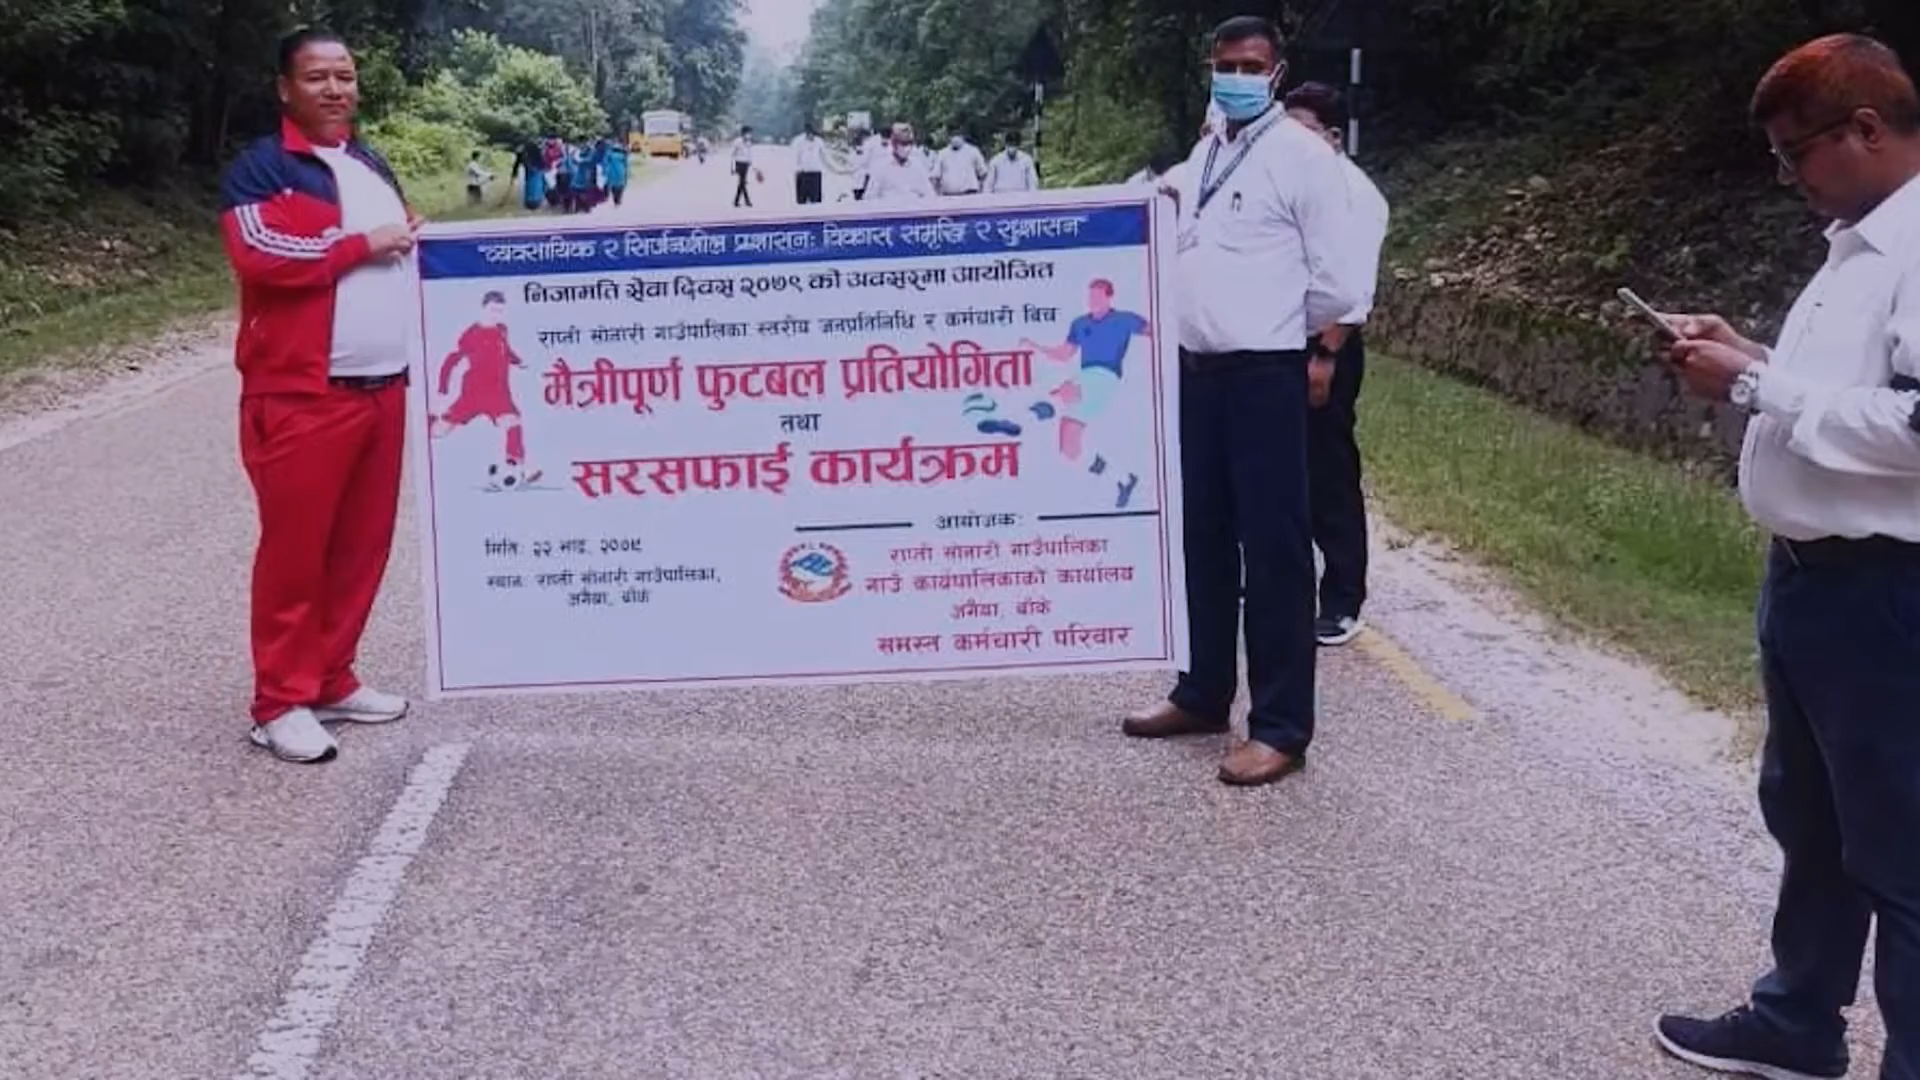 "व्यवसायिक र सिर्जनशील प्रशासनः विकास, समृद्धि र सुशासन"
निजामति सेवा दिवस २०७९ को अवसरमा आयोजित
राप्ती सोनारी गाउँपालिका स्तरीय जनप्रतिनिधि र कर्मचारी बिच
मैत्रीपूर्ण फुटबल प्रतियोगिता
तथा
सरसफाई कार्यक्रम
मितिः २२ भाद्र, २०७९
स्थानः राप्ती सोनारी गाउँपालिका,
अगैया, बाँके
आयोजकः
राप्ती सोनारी गाउँपालिका
गाउँ कार्यपालिकाको कार्यालय
अगैया, बाँके
समस्त कर्मचारी परिवार